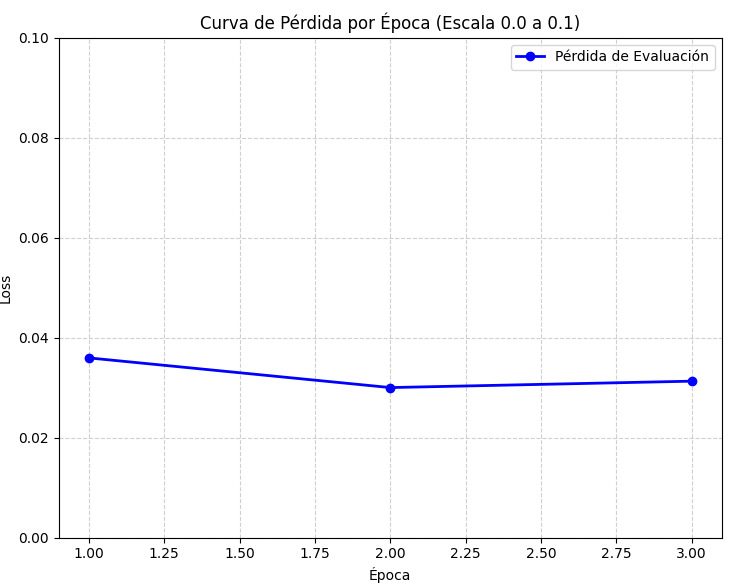 Curva de Pérdida por Época (Escala 0.0 a 0.1)
Pérdida de Evaluación
0.10
0.08
0.06
0.04
0.02
0.00
Loss
1.00 1.25 1.50 1.75 2.00 2.25 2.50 2.75 3.00
Época